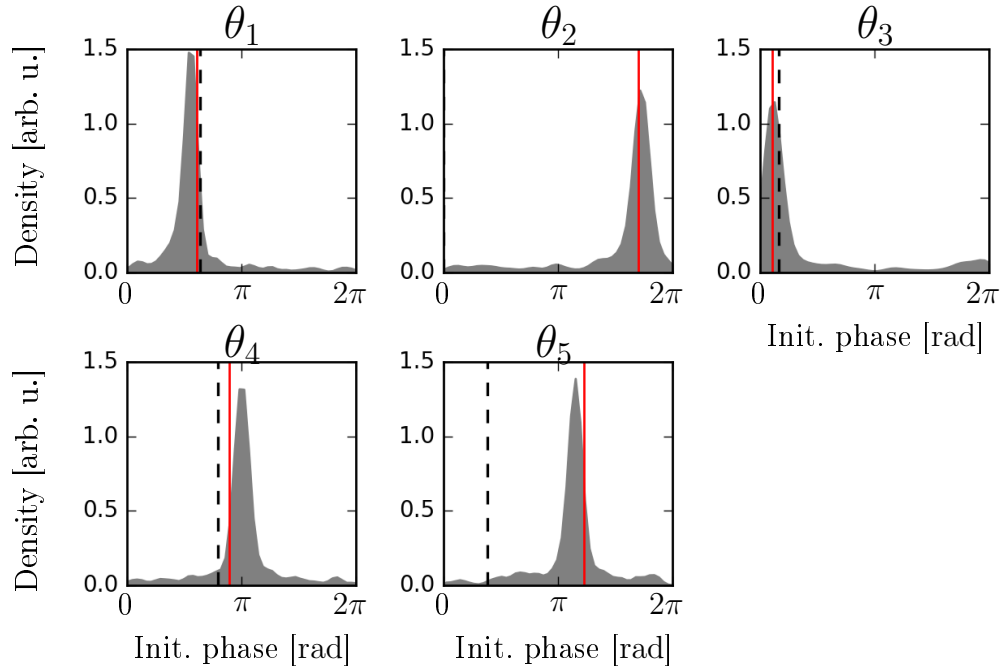 θ1 θ2 θ3
Density [arb. u.]
1.5 1.5 1.5
1.0 1.0 1.0
0.5 0.5 0.5
0.0 0.0 0.0
0 π 2π 0 π 2π 0 π 2π
Init. phase [rad]
θ4 θ5
Density [arb. u.]
1.5 1.5
1.0 1.0
0.5 0.5
0.0 0.0
0 π 2π 0 π 2π
Init. phase [rad] Init. phase [rad]